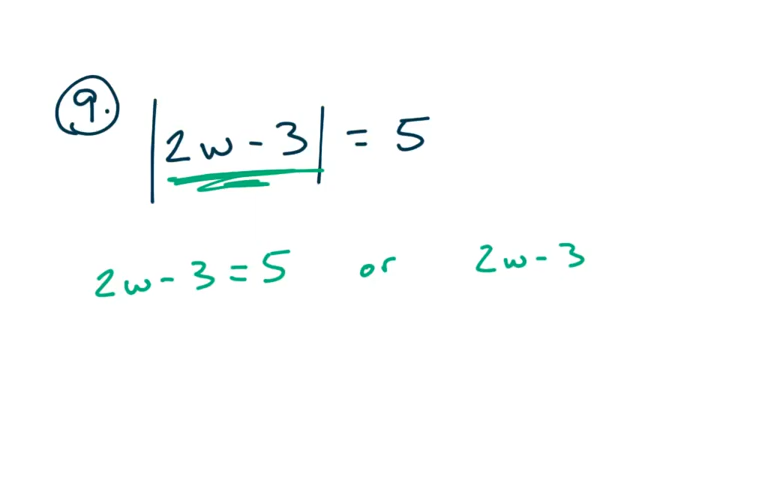 9. |2w - 3| = 5
2w - 3 = 5 or 2w - 3